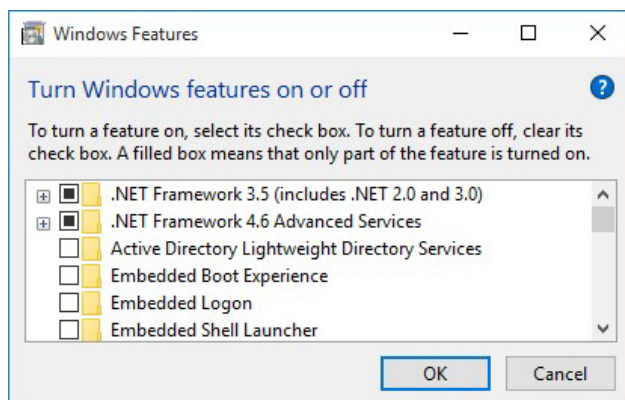 Windows Features
Turn Windows features on or off
To turn a feature on, select its check box. To turn a feature off, clear its
check box. A filled box means that only part of the feature is turned on.
.NET Framework 3.5 (includes .NET 2.0 and 3.0)
.NET Framework 4.6 Advanced Services
Active Directory Lightweight Directory Services
Embedded Boot Experience
Embedded Logon
Embedded Shell Launcher
OK Cancel